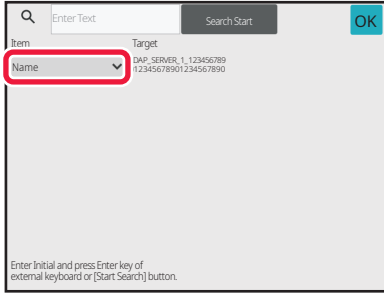 Enter Text
Search Start
OK
Item
Target
Name
DAP_SERVER_1_123456789
012345678901234567890
Enter Initial and press Enter key of
external keyboard or [Start Search] button.